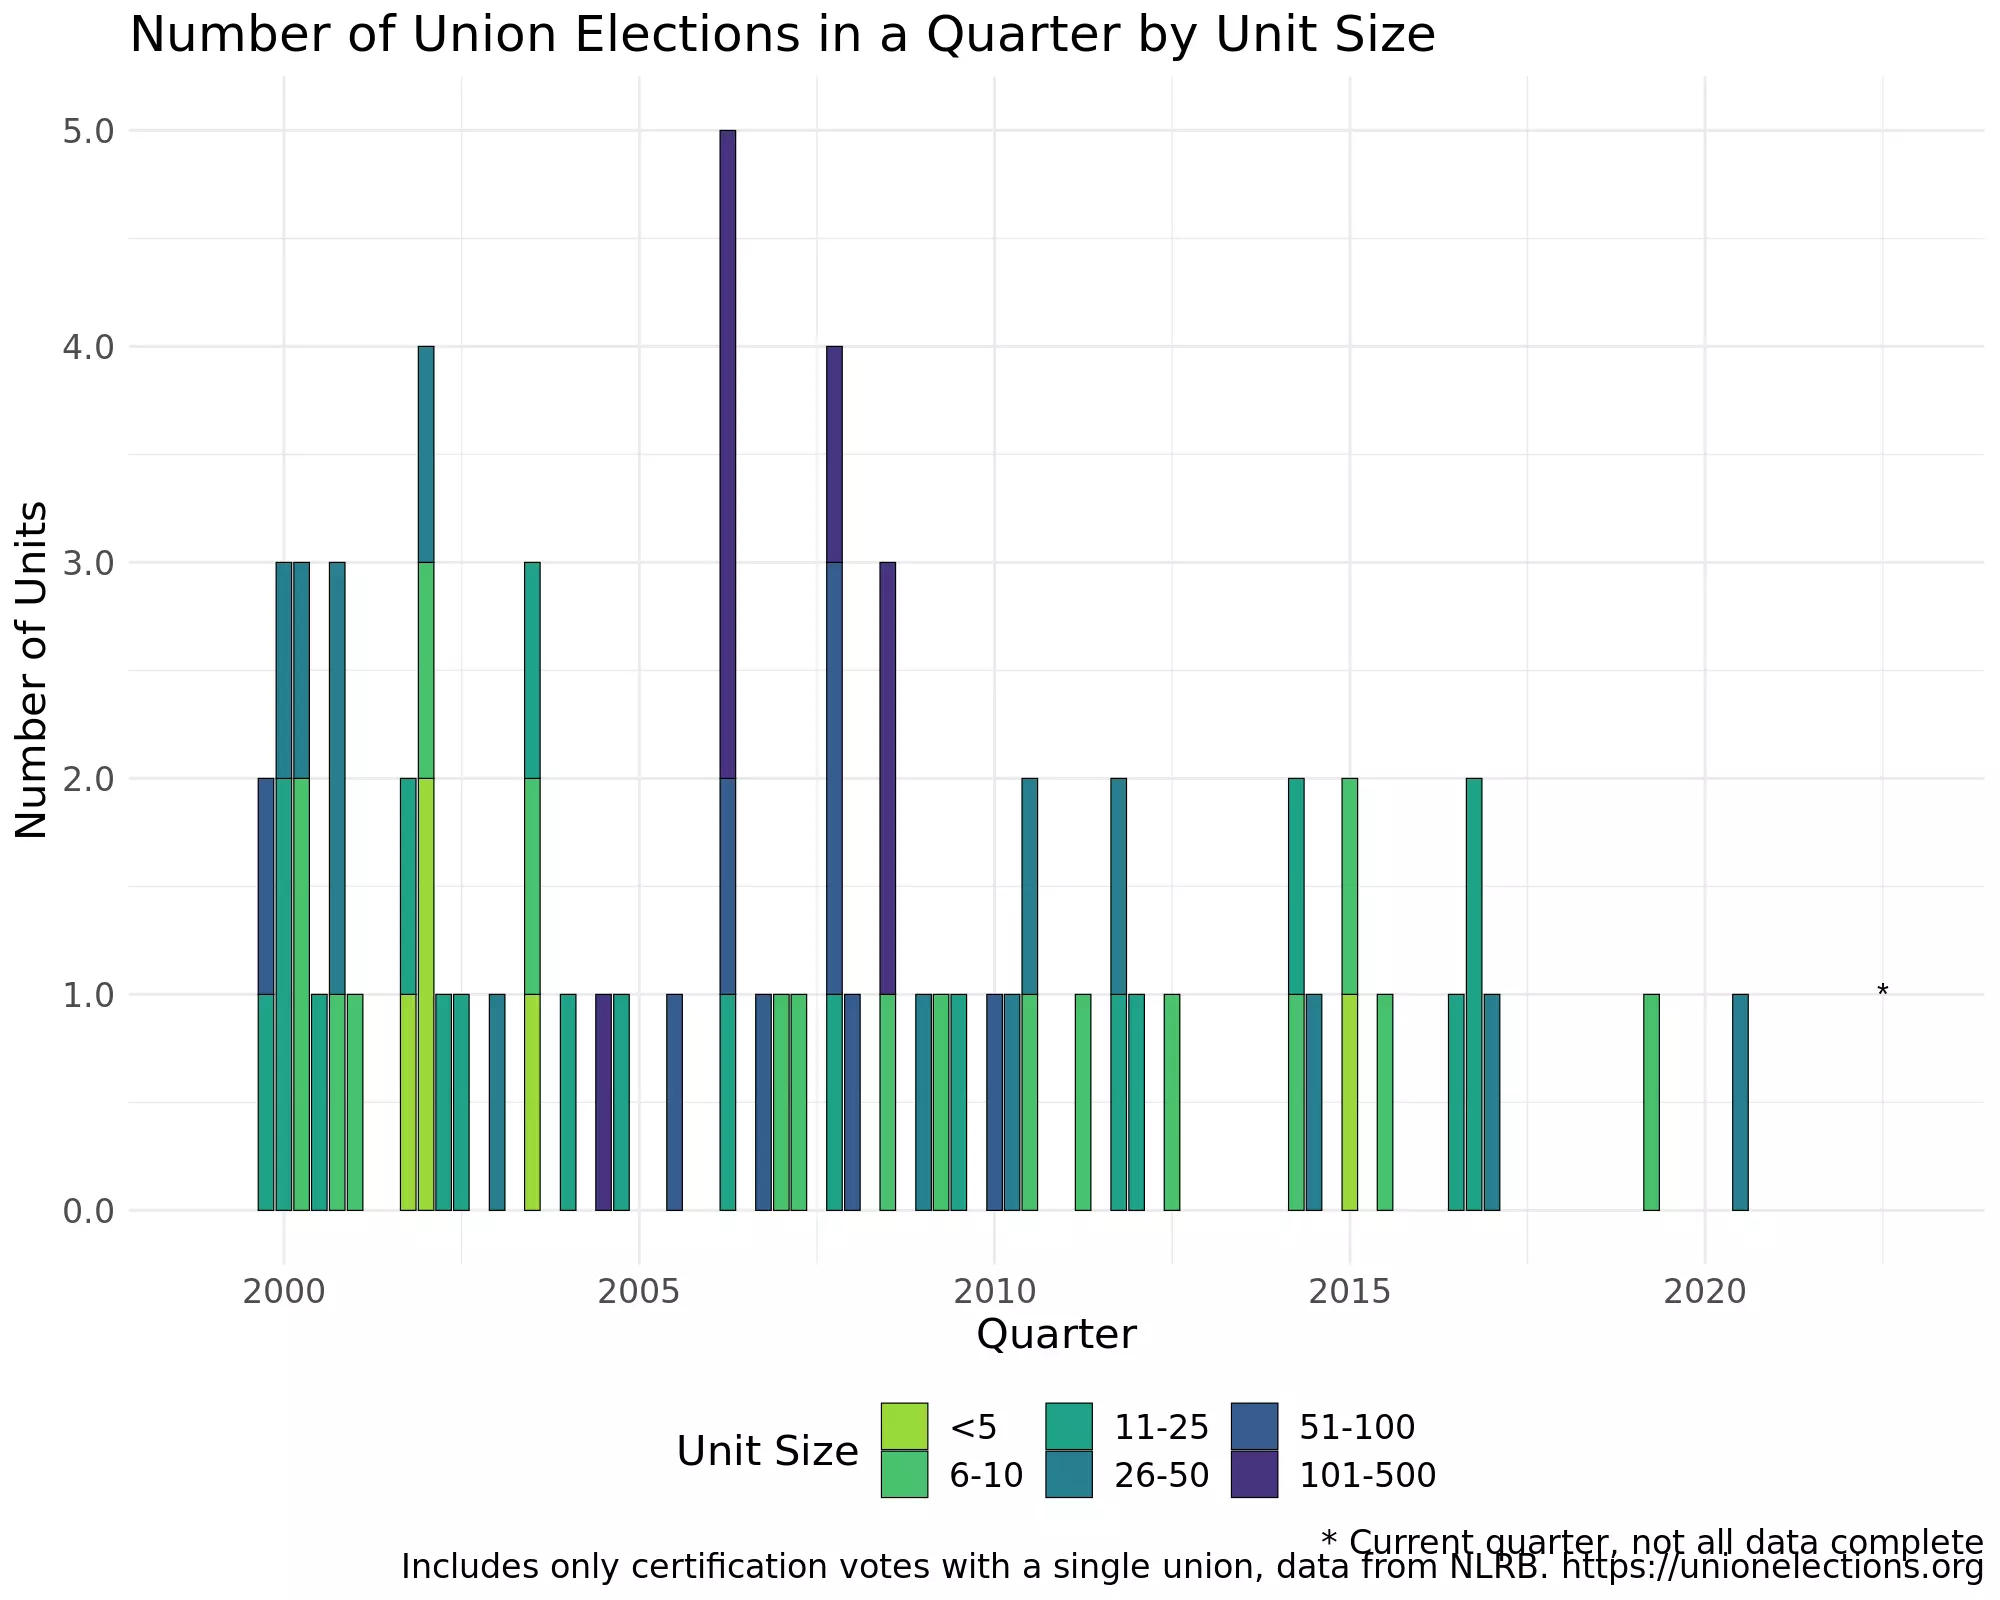 Number of Union Elections in a Quarter by Unit Size
5.0
4.0
3.0
2.0
1.0
0.0
Number of Units
*
2000 2005 2010 2015 2020
Quarter
Unit Size
<5 11-25 51-100
6-10 26-50 101-500
* Current quarter, not all data complete
Includes only certification votes with a single union, data from NLRB. https://unionelections.org